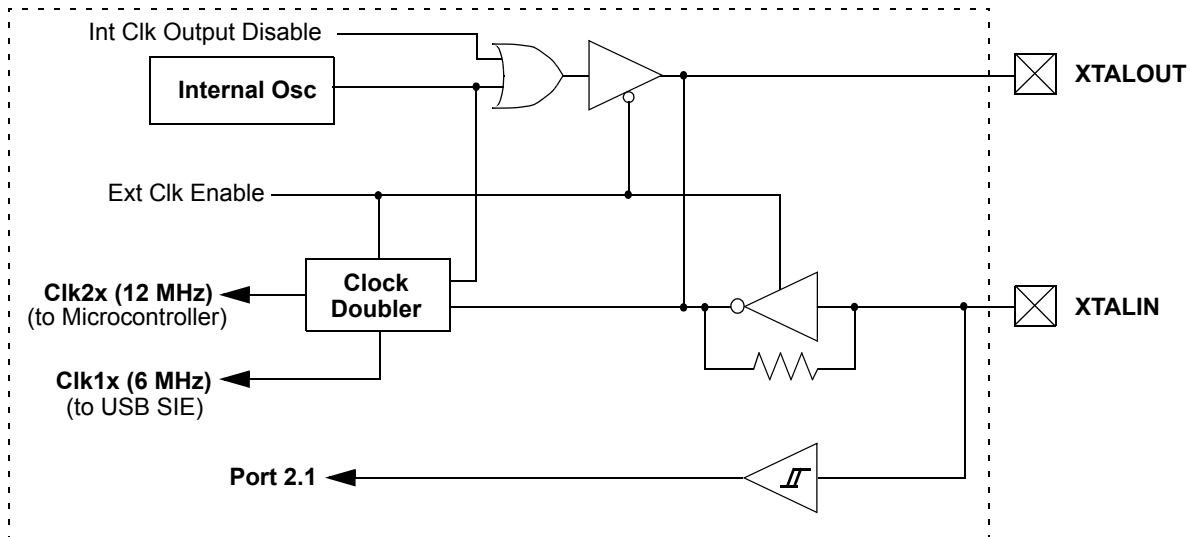 Int Clk Output Disable
Internal Osc
XTALOUT
Ext Clk Enable
Clock
Doubler
Clk2x (12 MHz)
(to Microcontroller)
XTALIN
Clk1x (6 MHz)
(to USB SIE)
Port 2.1